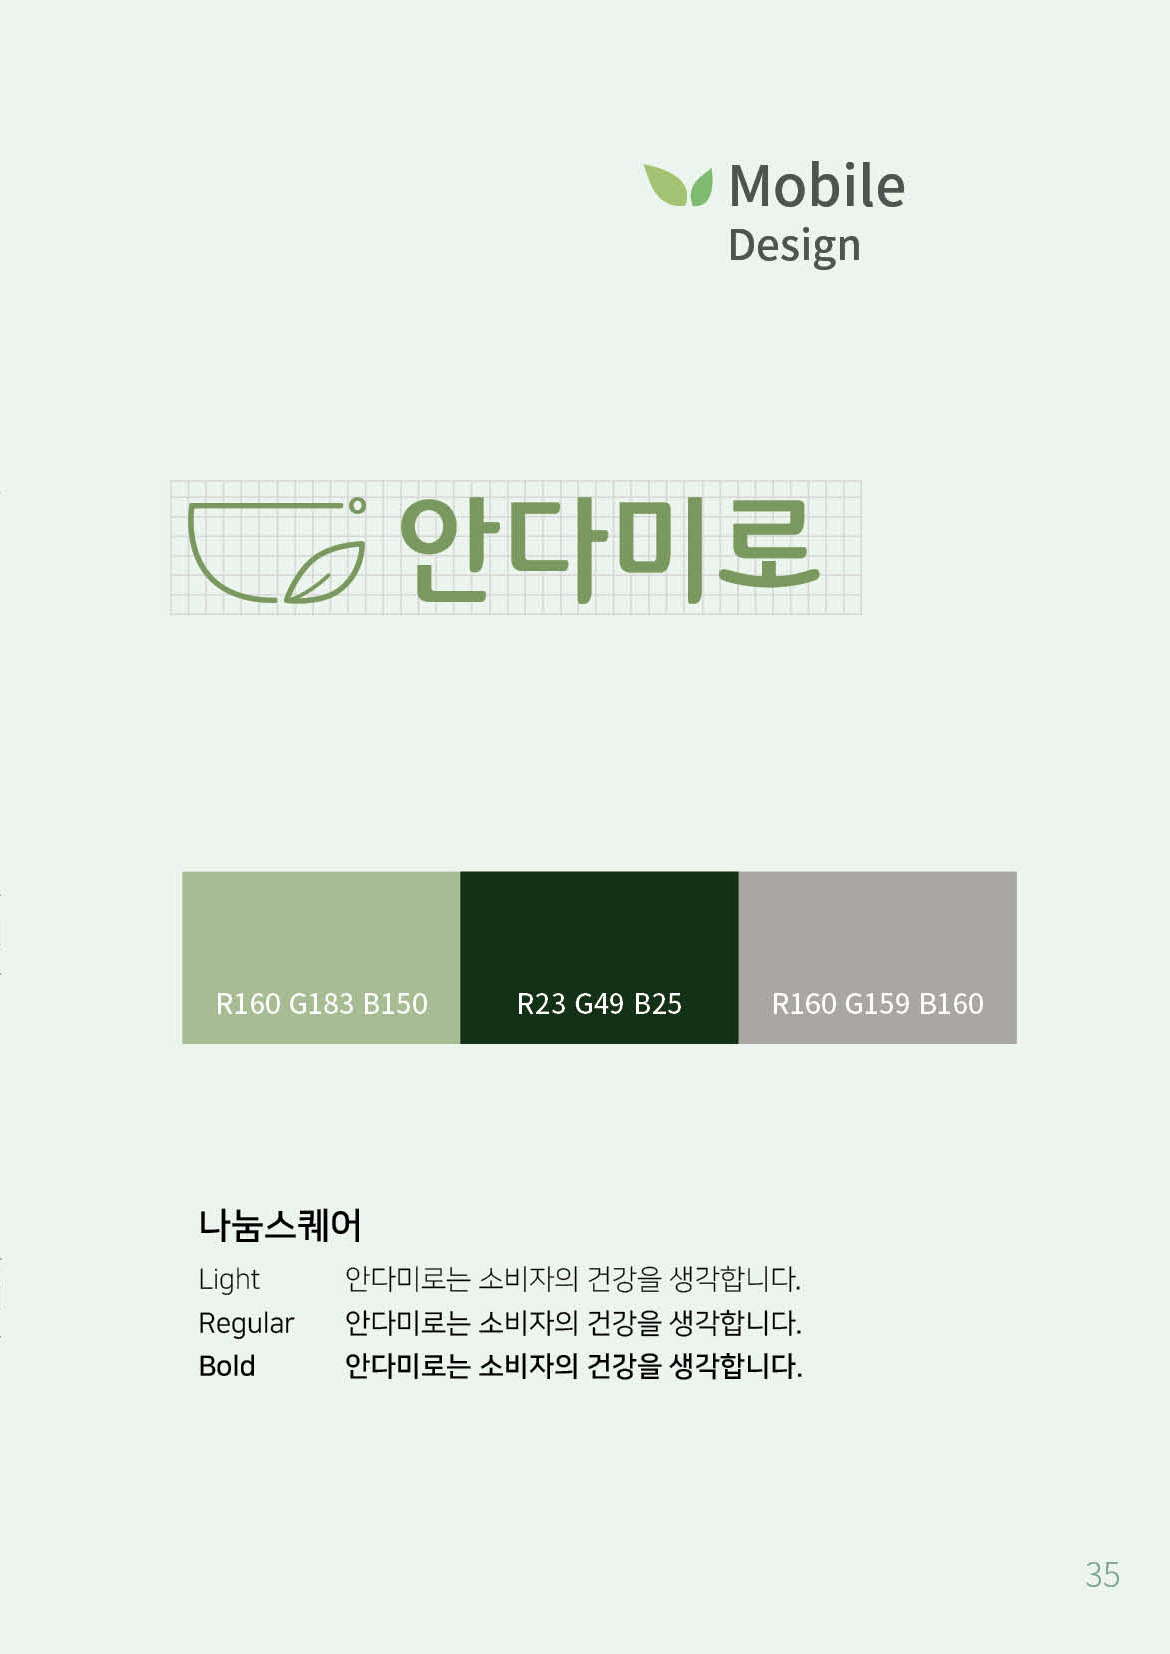 Mobile
Design
안다미로
R160 G183 B150
R23 G49 B25
R160 G159 B160
나눔스퀘어
Light 안다미로는 소비자의 건강을 생각합니다.
Regular 안다미로는 소비자의 건강을 생각합니다.
Bold 안다미로는 소비자의 건강을 생각합니다.
35